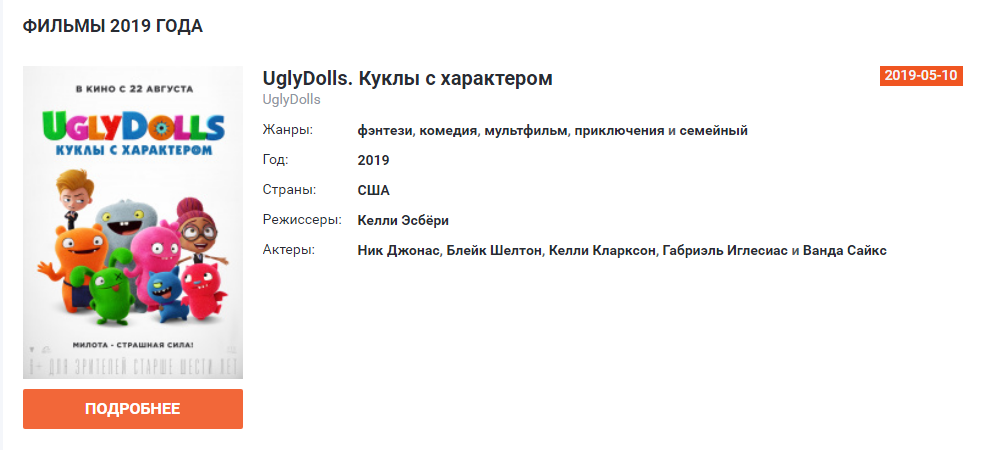 ФИЛЬМЫ 2019 ГОДА
В КИНО С 22 АВГУСТА
UGLYDOLLS
КУКЛЫ С ХАРАКТЕРОМ
МИЛОТА - СТРАШНАЯ СИЛА!
ДЛЯ ЗРИТЕЛЕЙ СТАРШЕ ШЕСТИ ЛЕТ
ПОДРОБНЕЕ
UglyDolls. Куклы с характером
2019-05-10
UglyDolls
Жанры: фэнтези, комедия, мультфильм, приключения и семейный
Год: 2019
Страны: США
Режиссеры: Келли Эсбёри
Актеры: Ник Джонас, Блейк Шелтон, Келли Кларксон, Габриэль Иглесиас и Ванда Сайкс